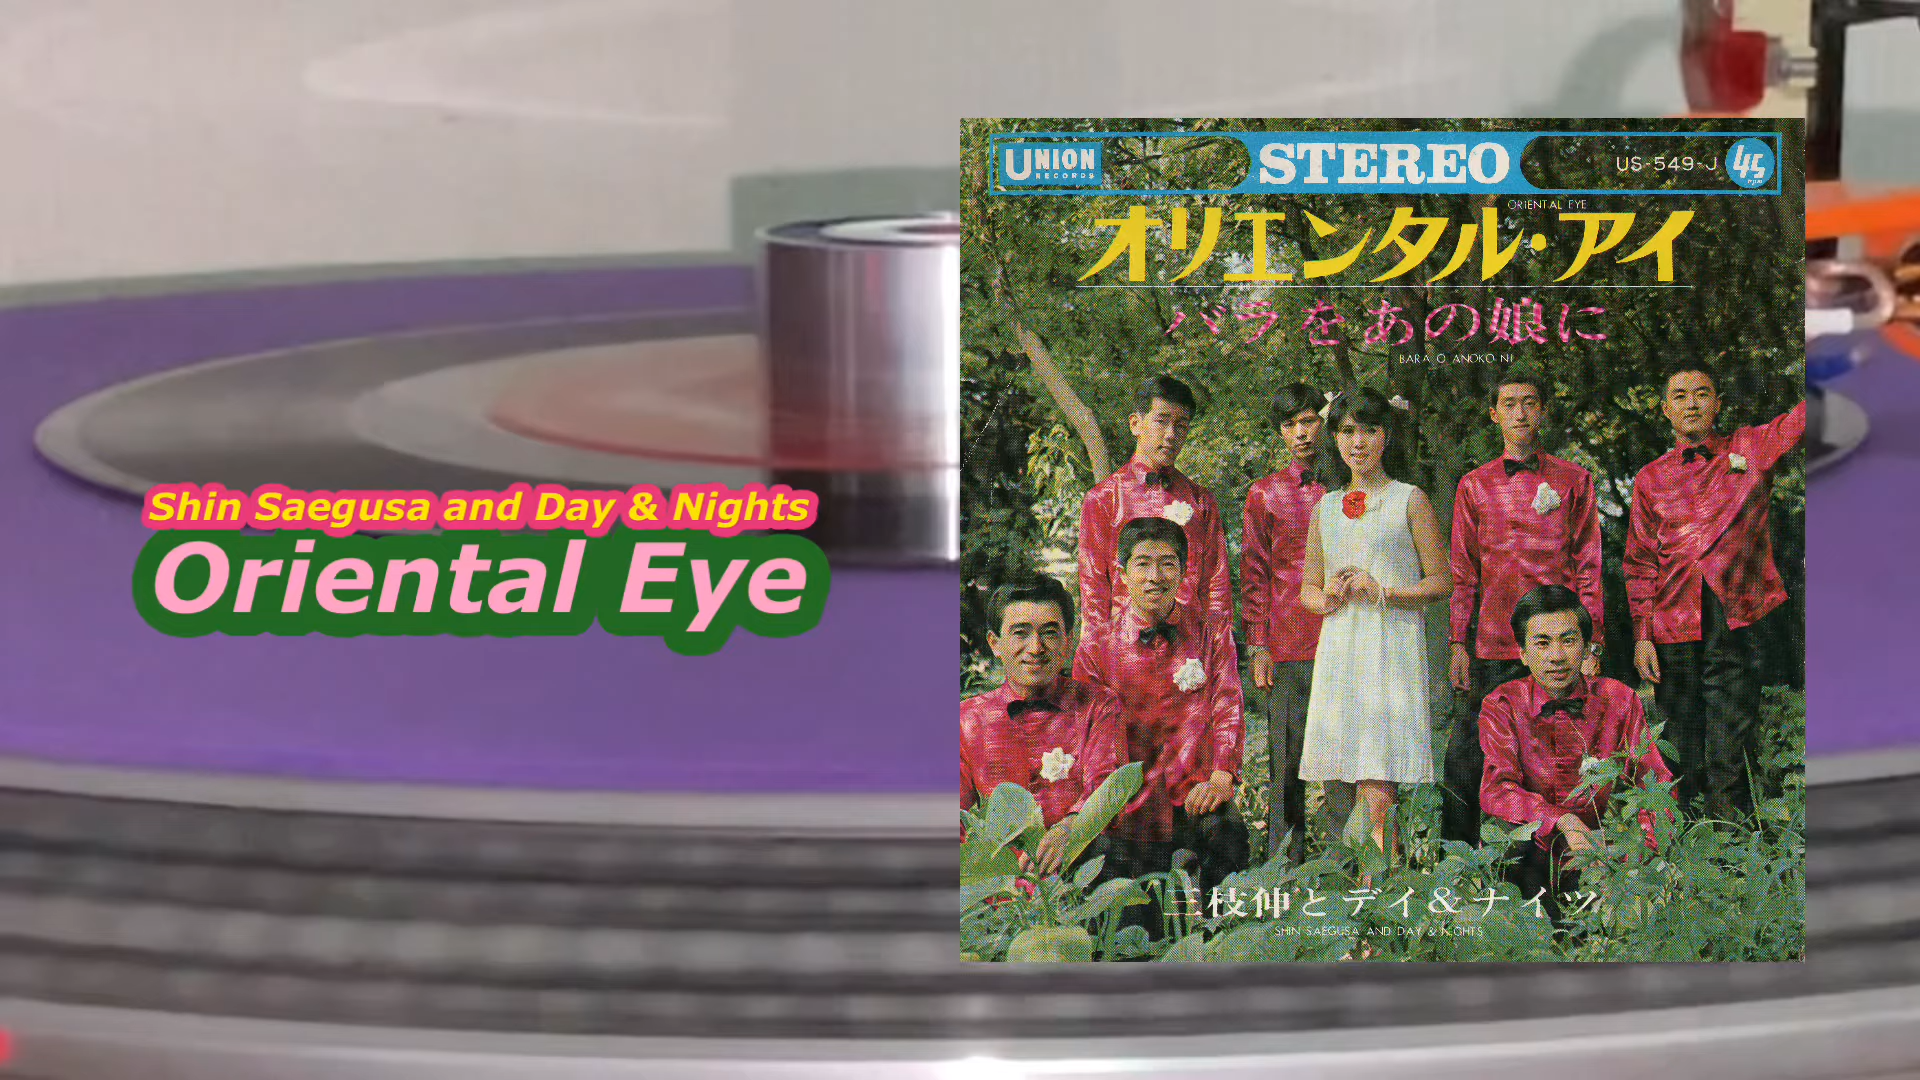 Shin Saegusa and Day & Nights
Oriental Eye
UNION
RECORDS
STEREO
US-549-J
45
rpm
ORIENTAL EYE
オリエンタル・アイ
バラをあの娘に
BARA O ANOKO NI
三枝伸とデイ&ナイツ
SHIN SAEGUSA AND DAY & NIGHTS